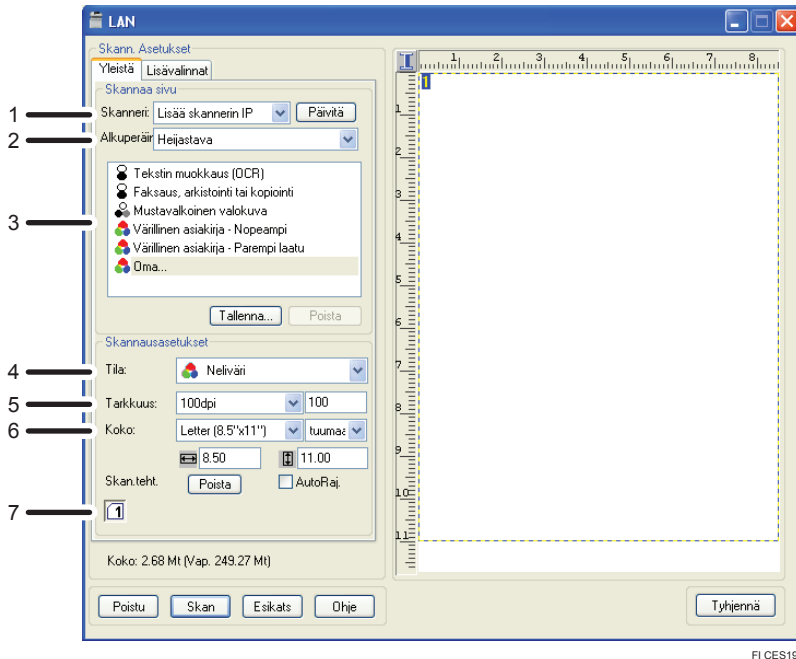 LAN
Skann. Asetukset
Yleistä Lisävalinnat
Skannaa sivu
1 Skanneri: Lisää skannerin IP Päivitä
2 Alkuperäin Heijastava
Tekstin muokkaus (OCR)
Faksaus, arkistointi tai kopiointi
Mustavalkoinen valokuva
3
Värillinen asiakirja - Nopeampi
Värillinen asiakirja - Parempi laatu
Oma...
Tallenna... Poista
Skannausasetukset
4 Tila: Neliväri
5 Tarkkuus: 100dpi 100
6 Koko: Letter (8.5"x11") tuumaa
8.50 11.00
Skan.teht. Poista AutoRaj.
7 1
Koko: 2.68 Mt (Vap. 249.27 Mt)
Poistu Skan Esikats Ohje
1 2 3 4 5 6 7 8
1
1
2
3
4
5
6
7
8
9
10
11
Tyhjennä
FI CES19